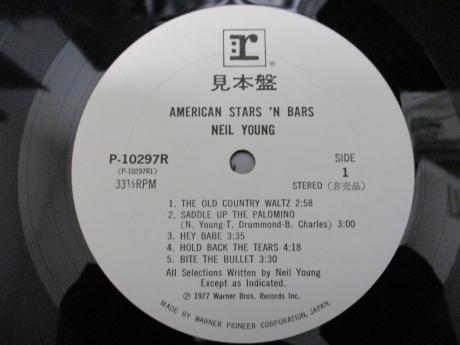 r
®
見本盤
AMERICAN STARS 'N BARS
NEIL YOUNG
P-10297R
(P-10297R1)
33⅓RPM
SIDE
1
STEREO (非売品)
1. THE OLD COUNTRY WALTZ 2:58
2. SADDLE UP THE PALOMINO
(N. Young-T. Drummond-B. Charles) 3:00
3. HEY BABE 3:35
4. HOLD BACK THE TEARS 4:18
5. BITE THE BULLET 3:30
All Selections Written by Neil Young
Except as Indicated.
℗ 1977 Warner Bros. Records Inc.
MADE BY WARNER PIONEER CORPORATION, JAPAN.